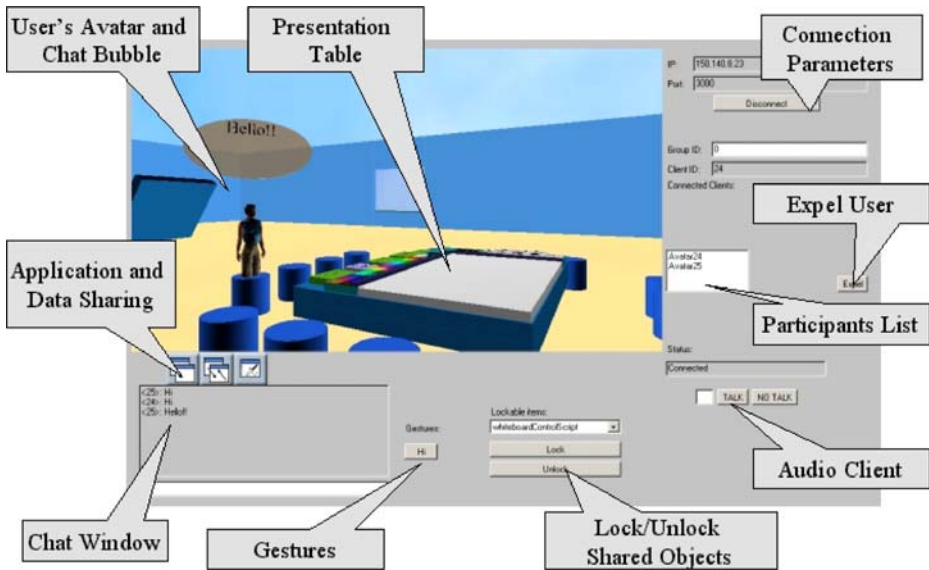 User's Avatar and
Chat Bubble
Presentation
Table
Connection
Parameters
IP: 150.140.8.23
Port: 3000
Disconnect
Hello!!
Group ID: 0
Client ID: 24
Connected Clients:
Expel User
Avatar24
Avatar25
Expel
Application and
Data Sharing
Participants List
Status:
Connected
<25>: Hi
<24>: Hi
<25>: Hello!!
TALK NO TALK
Lockable items:
Gestures:
whiteboardControlScript
Hi
Lock
Unlock
Audio Client
Chat Window
Gestures
Lock/Unlock
Shared Objects